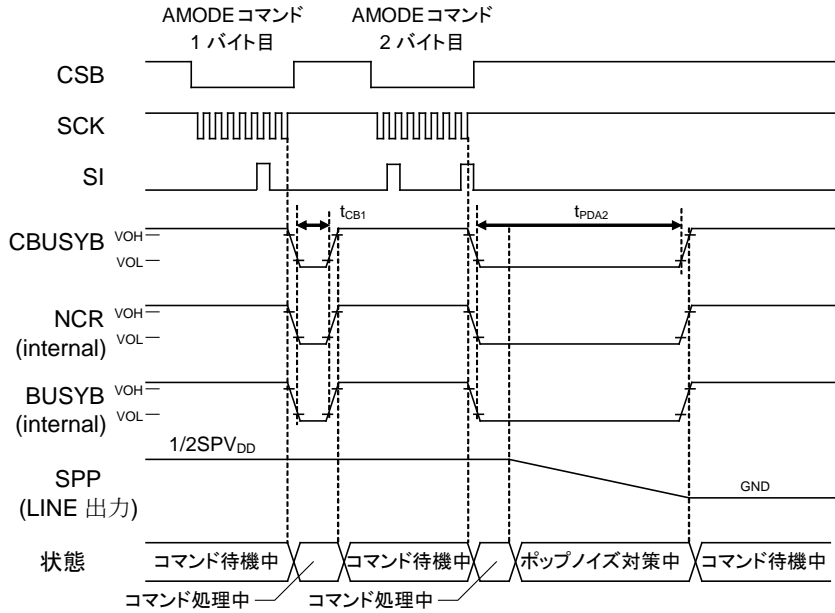 AMODEコマンド
1 バイト目
AMODEコマンド
2 バイト目
CSB
SCK
SI
tCB1
tPDA2
CBUSYB
VOH
VOL
NCR
(internal)
VOH
VOL
BUSYB
(internal)
VOH
VOL
1/2SPVDD
SPP
(LINE 出力)
GND
状態
コマンド待機中
コマンド待機中
ポップノイズ対策中
コマンド待機中
コマンド処理中
コマンド処理中